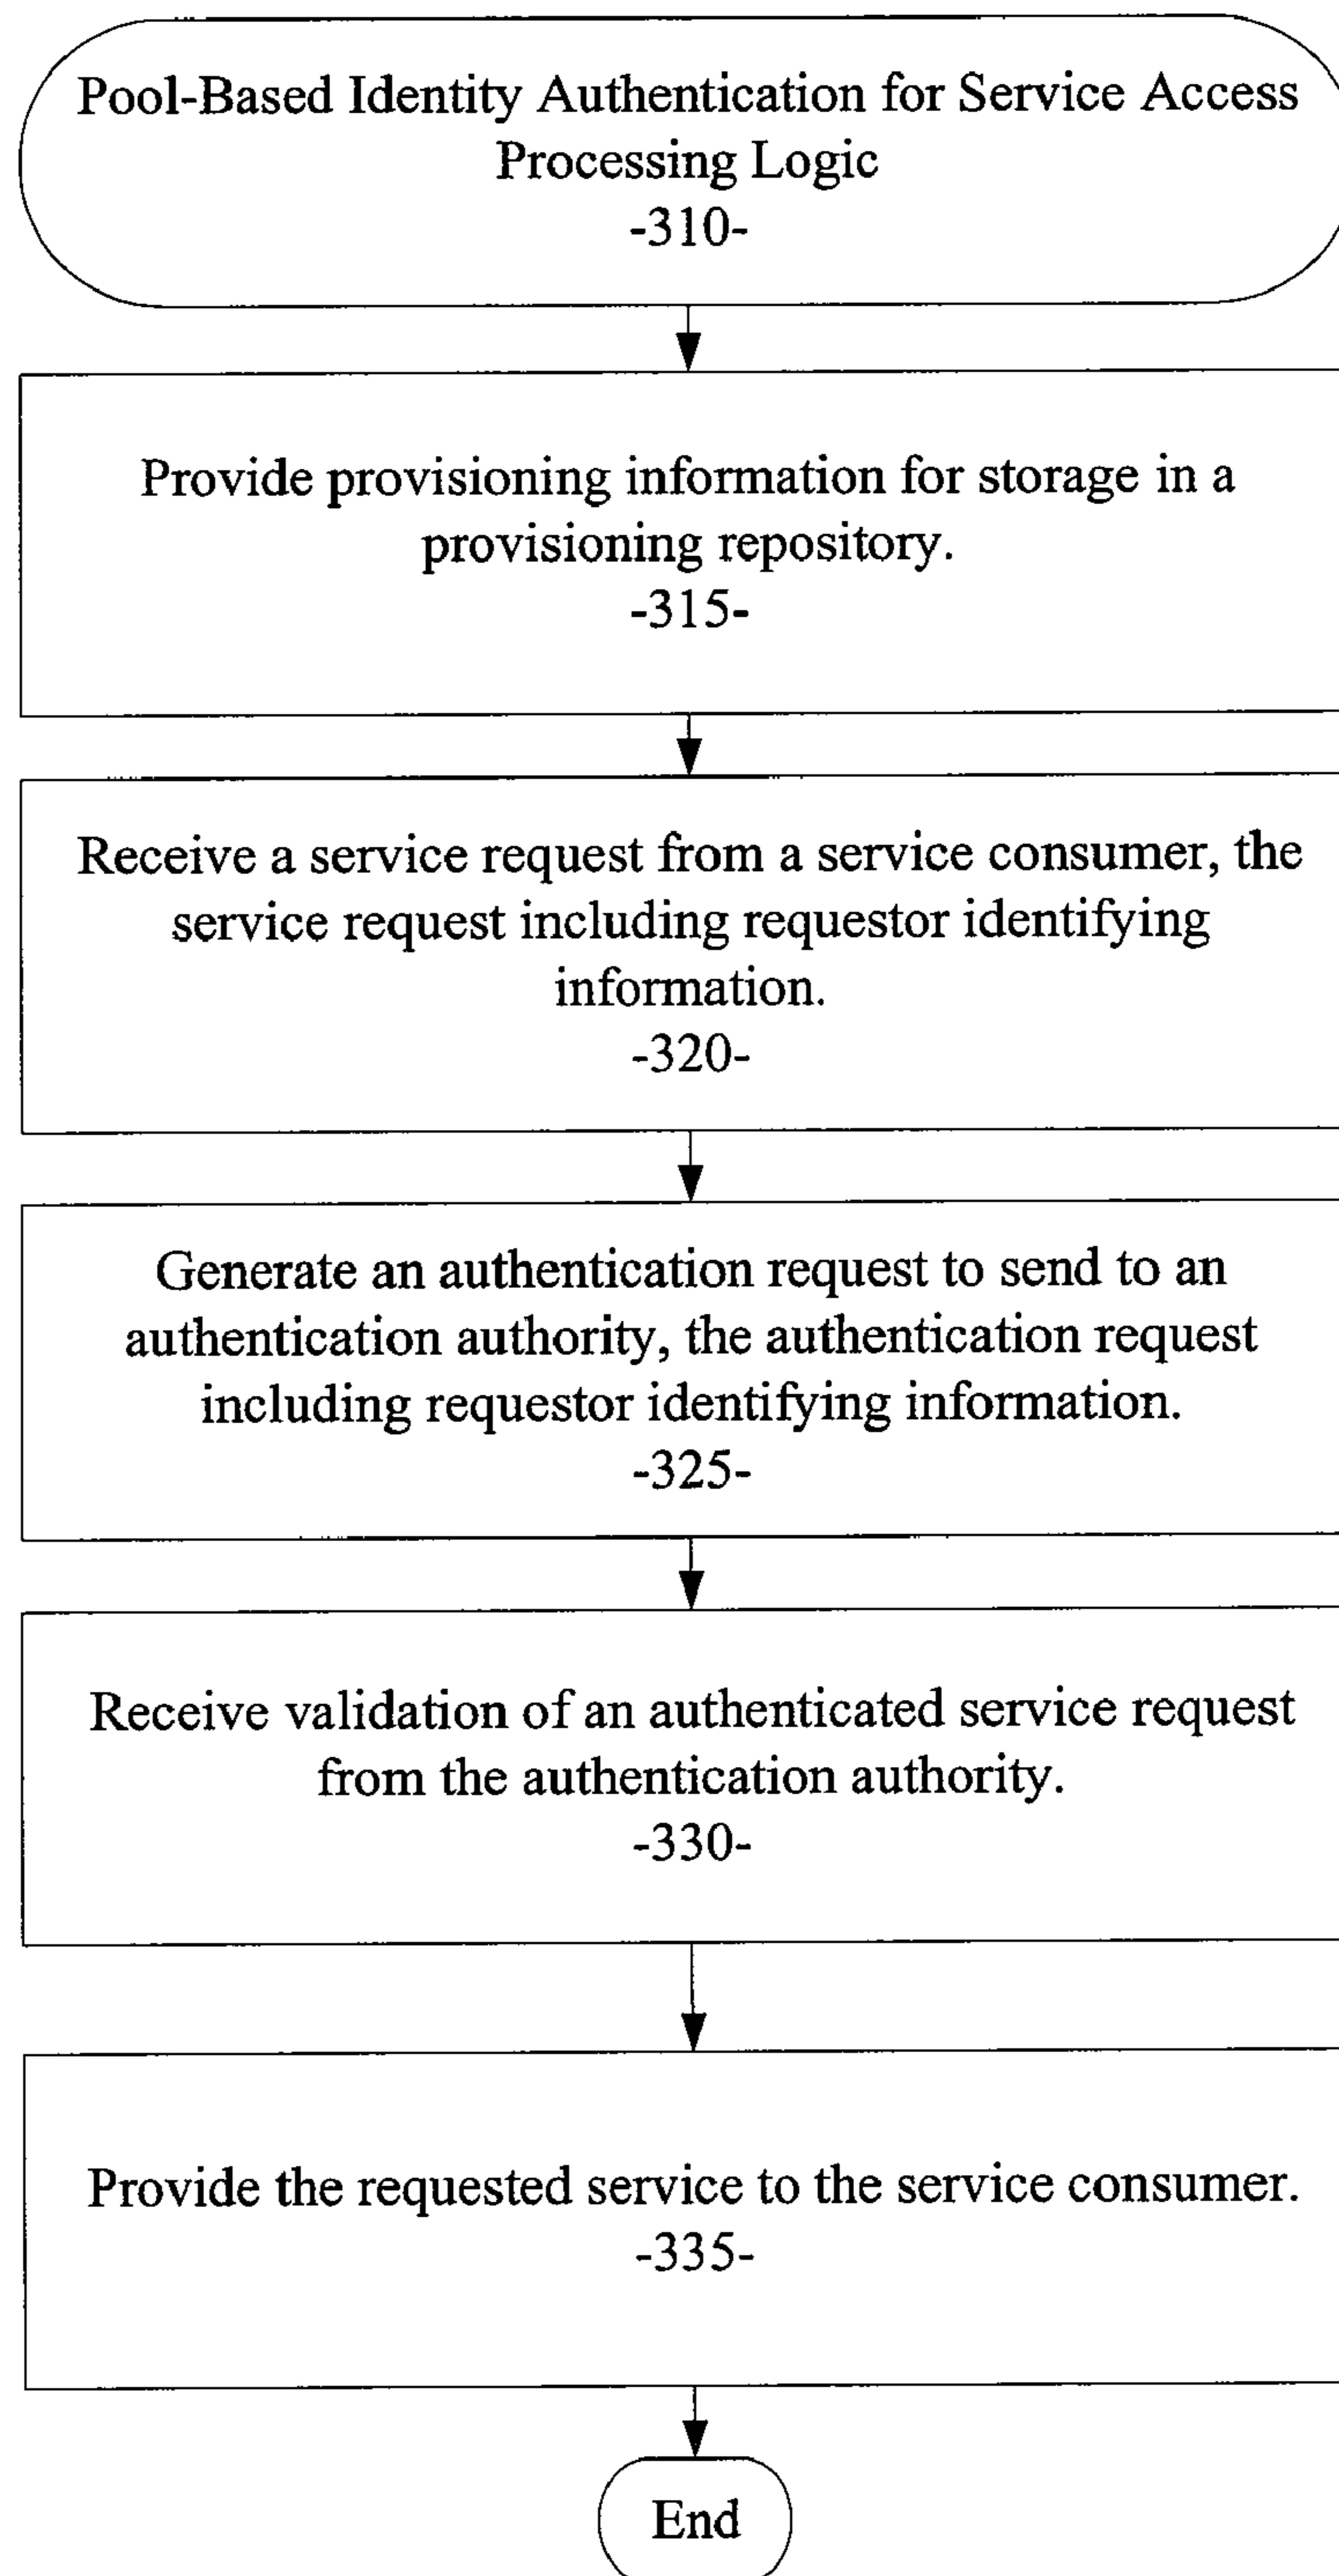 Pool-Based Identity Authentication for Service Access
Processing Logic
-310-
Provide provisioning information for storage in a
provisioning repository.
-315-
Receive a service request from a service consumer, the
service request including requestor identifying
information.
-320-
Generate an authentication request to send to an
authentication authority, the authentication request
including requestor identifying information.
-325-
Receive validation of an authenticated service request
from the authentication authority.
-330-
Provide the requested service to the service consumer.
-335-
End